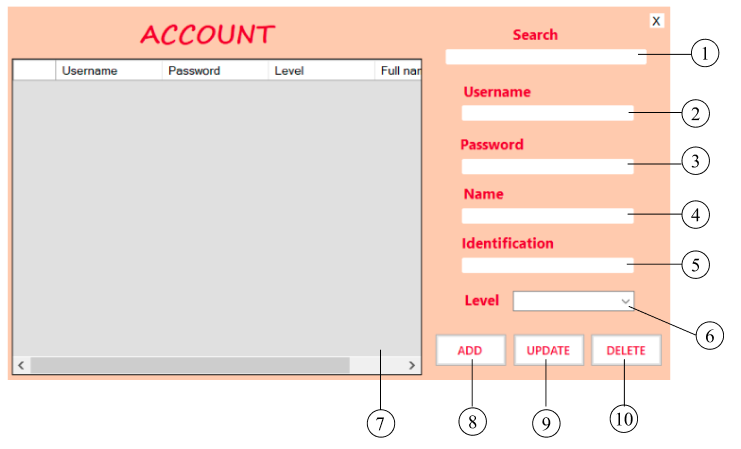 ACCOUNT
X
Search
1
Username Password Level Full nar
Username
2
Password
3
Name
4
Identification
5
Level
6
ADD UPDATE DELETE
7 8 9 10